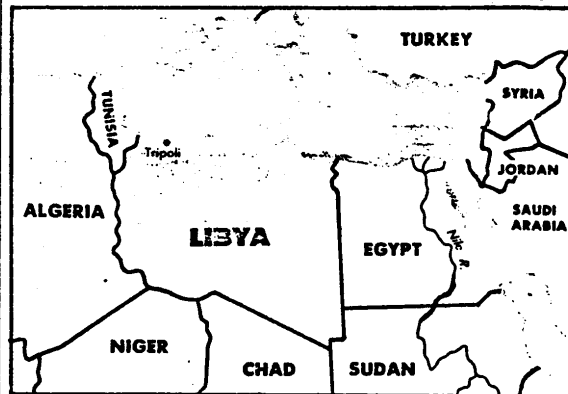 TURKEY
SYRIA
TUNISIA
Tripoli
JORDAN
ALGERIA
LIBYA
SAUDI
ARABIA
EGYPT
Nile R.
NIGER
CHAD
SUDAN